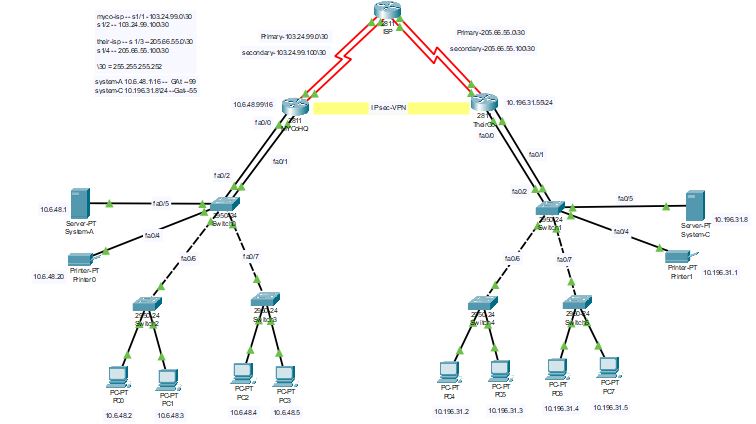 myco-isp -- s1/1 - 103.24.99.0\30
s1/2 -- 103.24.99.100\30
their-isp -- s 1/3 -- 205.66.55.0\30
s1/4 -- 205.66.55.100\30
\30 = 255.255.255.252
system-A 10.6.48.1\16 -- GAt -- 99
system-C 10.196.31.8\24 --Gat--55
2811
ISP
Primary-103.24.99.0\30
secondary-103.24.99.100\30
Primary-205.66.55.0\30
secondary-205.66.55.100\30
10.6.48.99\16
2811
MYCoHQ
IPsec-VPN
2811
10.196.31.55\24
fa0/0
fa0/1
fa0/2
fa0/0
fa0/1
fa0/2
10.6.48.1
Server-PT
System-A
fa0/5
fa0/4
2950-24
Switch0
10.6.48.20
Printer-PT
Printer0
fa0/6
fa0/7
2950-24
Switch1
fa0/5
fa0/4
Server-PT
System-C
10.196.31.8
Printer-PT
Printer1
10.196.31.1
fa0/6
fa0/7
2950-24
Switch2
2950-24
Switch3
2950-24
Switch4
2950-24
PC-PT
PC0
10.6.48.2
PC-PT
PC1
10.6.48.3
PC-PT
PC2
10.6.48.4
PC-PT
PC3
10.6.48.5
PC-PT
PC4
10.196.31.2
PC-PT
PC5
10.196.31.3
PC-PT
PC6
10.196.31.4
PC-PT
PC7
10.196.31.5